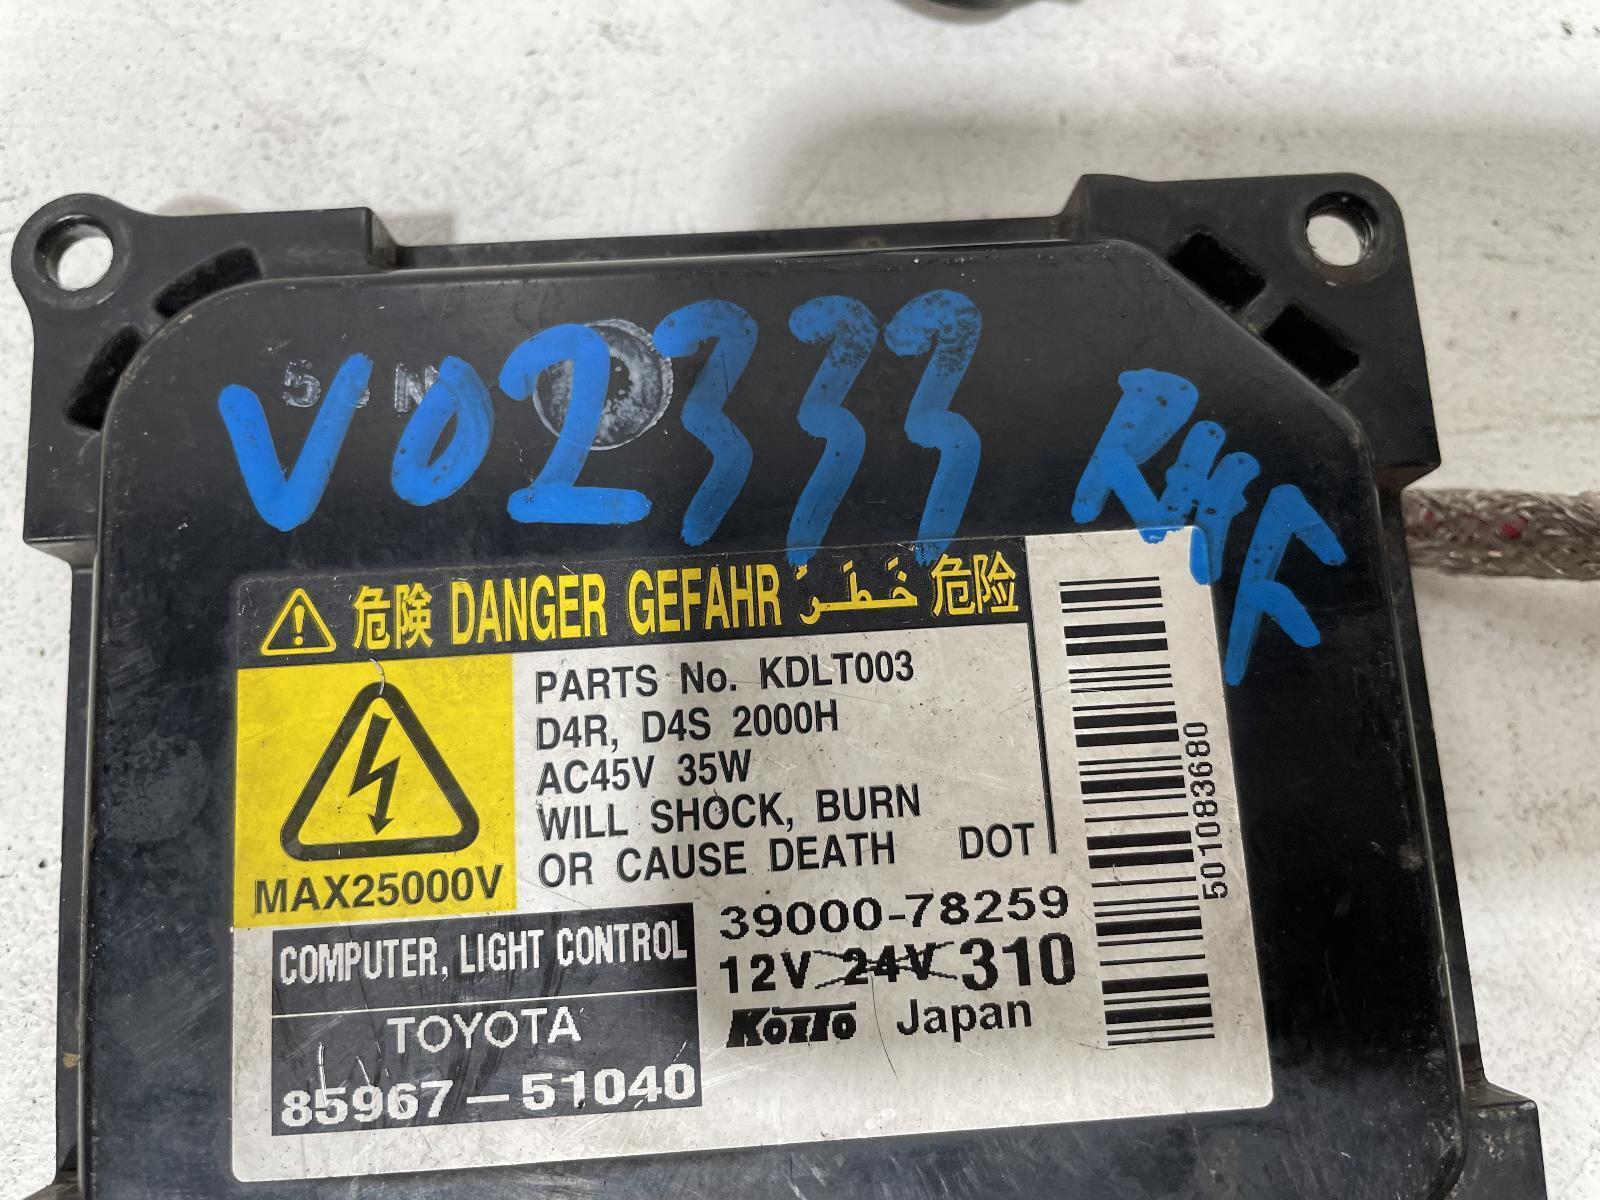 V02333 RHF
危険 DANGER GEFAHR خَطَرٌ 危险
PARTS No. KDLT003
D4R, D4S 2000H
AC45V 35W
WILL SHOCK, BURN
OR CAUSE DEATH DOT
MAX25000V
39000-78259
12V 24V 310
KOITO Japan
COMPUTER, LIGHT CONTROL
TOYOTA
85967-51040
501083680